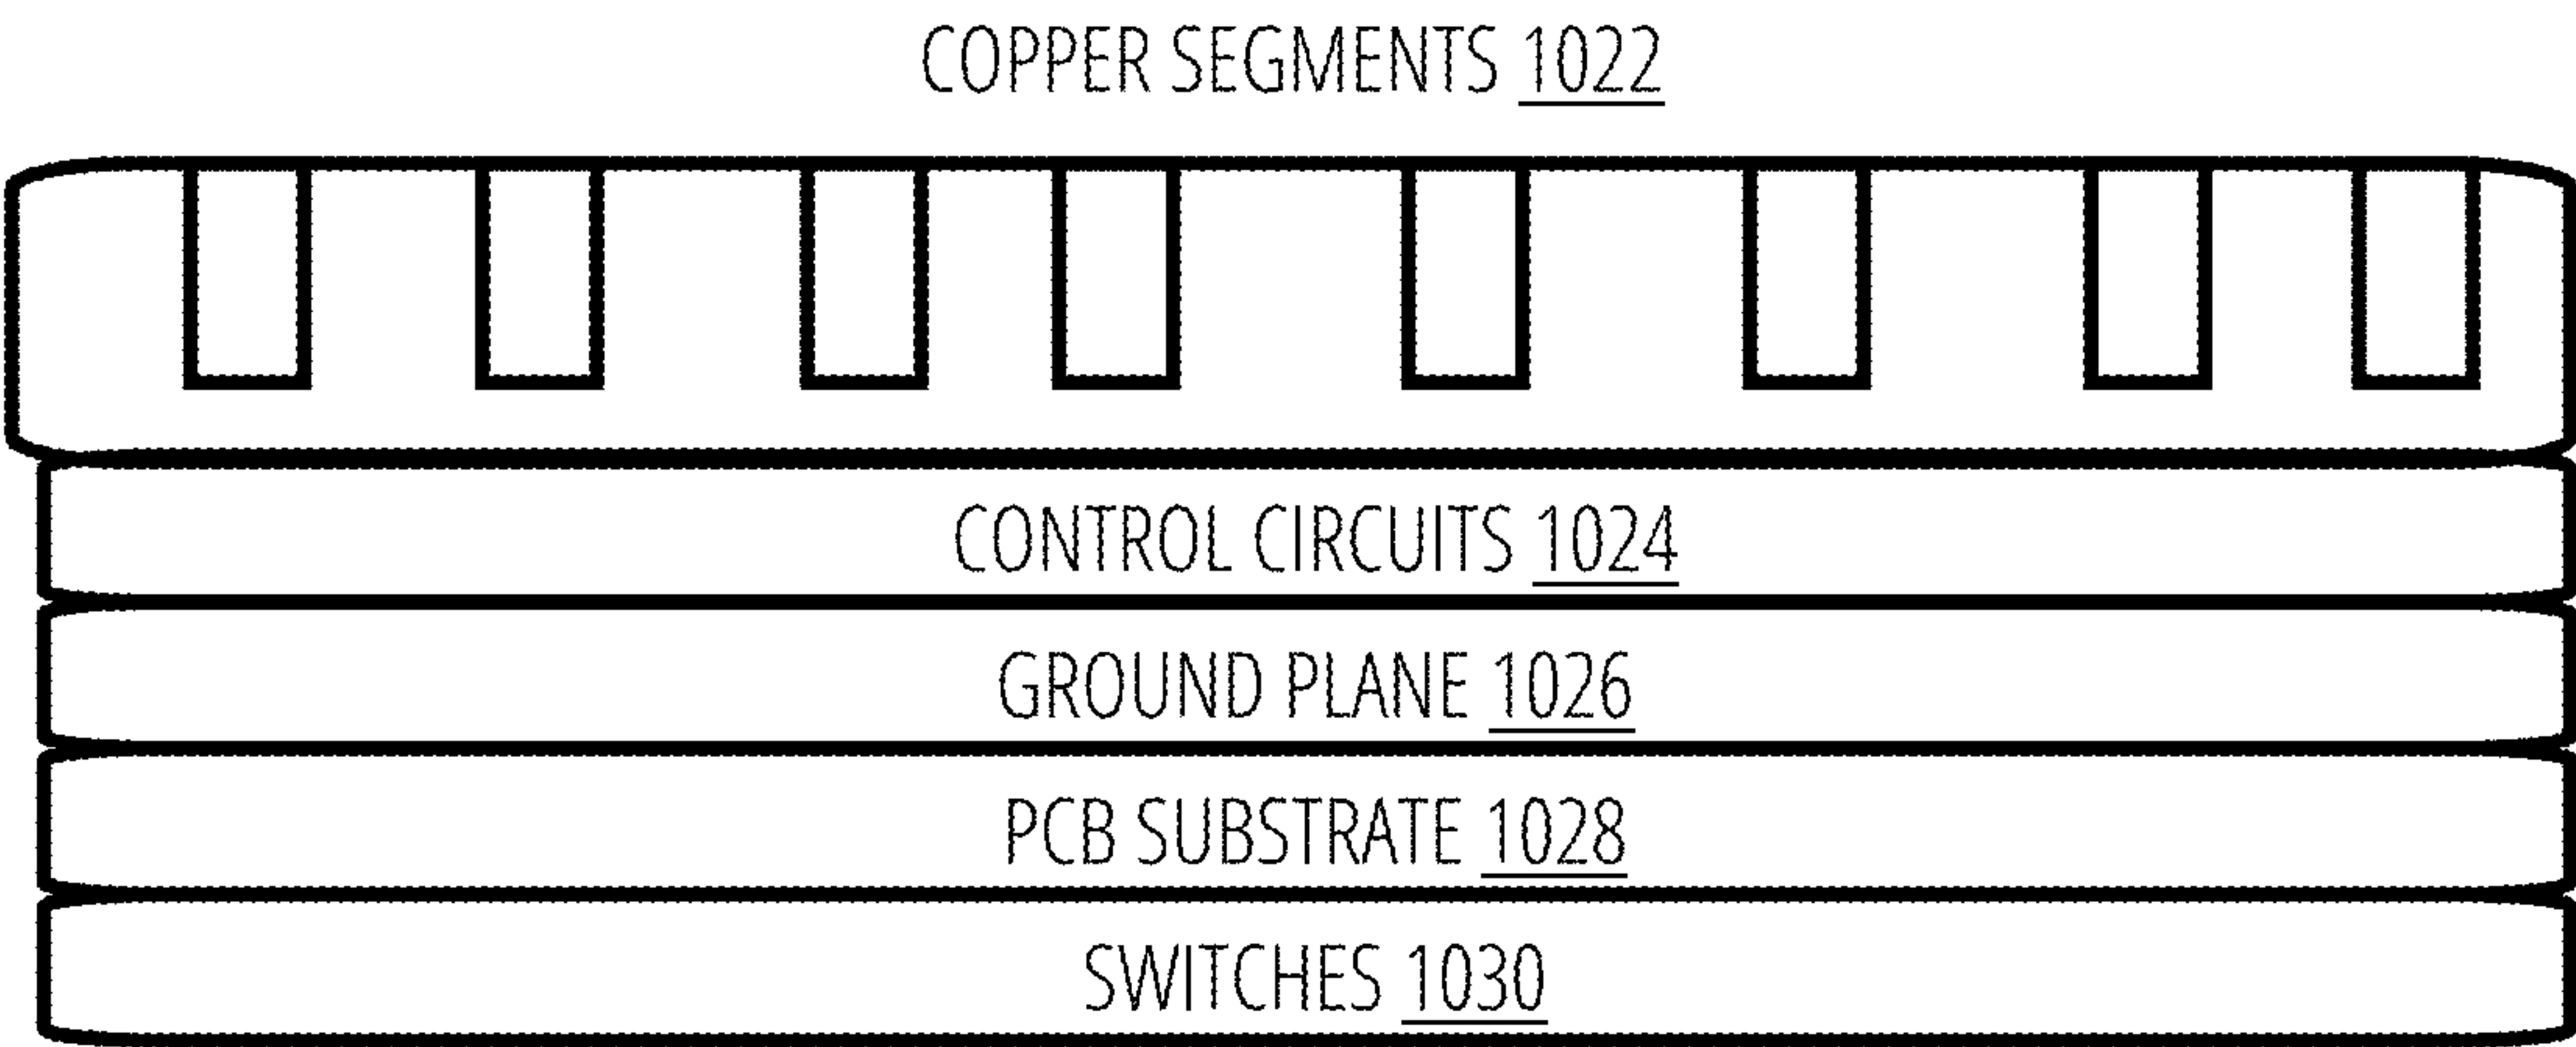 COPPER SEGMENTS 1022
CONTROL CIRCUITS 1024
GROUND PLANE 1026
PCB SUBSTRATE 1028
SWITCHES 1030